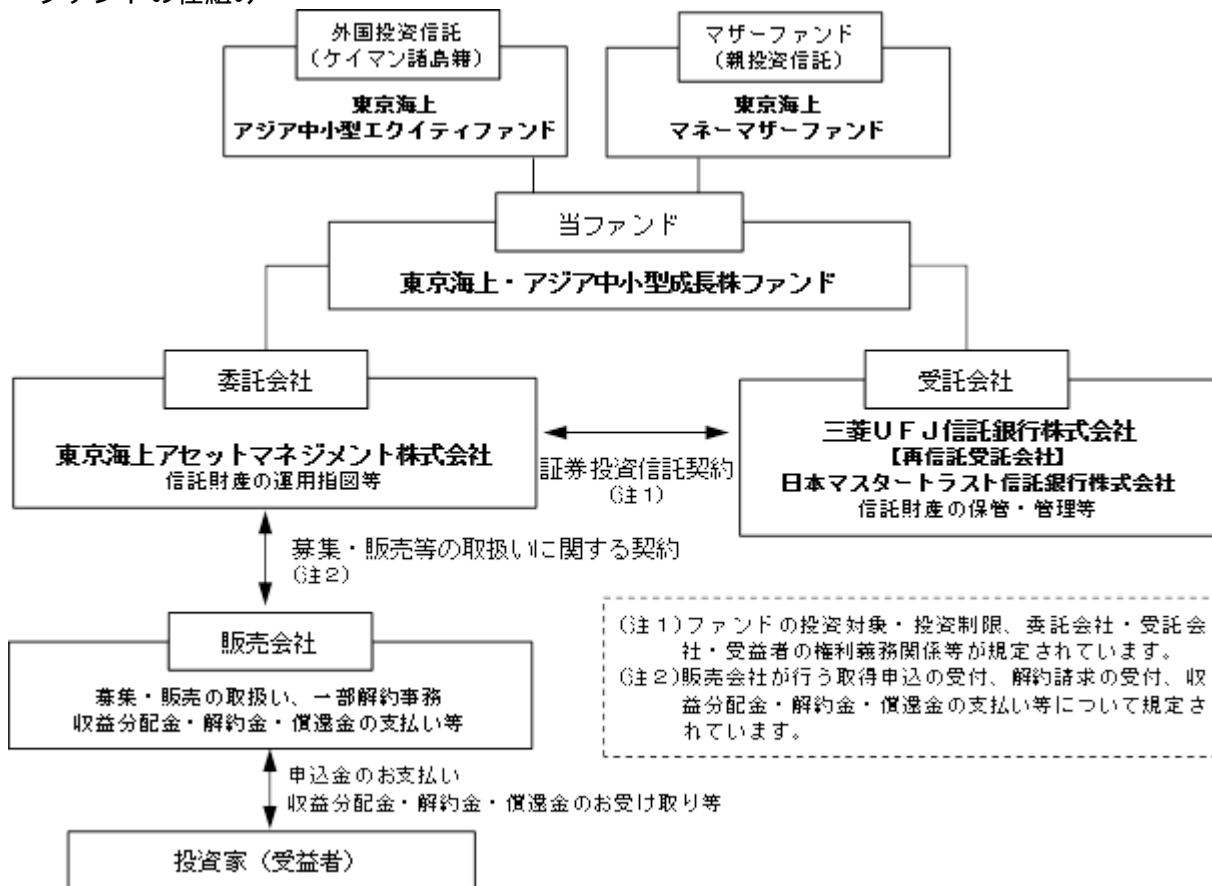 ファンドの仕組み
外国投資信託
（ケイマン諸島籍）
東京海上
アジア中小型エクイティファンド
マザーファンド
（親投資信託）
東京海上
マネーマザーファンド
当ファンド
東京海上・アジア中小型成長株ファンド
委託会社
東京海上アセットマネジメント株式会社
信託財産の運用指図等
証券投資信託契約
（注１）
受託会社
三菱ＵＦＪ信託銀行株式会社
【再信託受託会社】
日本マスタートラスト信託銀行株式会社
信託財産の保管・管理等
募集・販売等の取扱いに関する契約
（注２）
販売会社
募集・販売の取扱い、一部解約事務
収益分配金・解約金・償還金の支払い等
（注１）ファンドの投資対象・投資制限、委託会社・受託会
社・受益者の権利義務関係等が規定されています。
（注２）販売会社が行う取得申込の受付、解約請求の受付、収
益分配金・解約金・償還金の支払い等について規定さ
れています。
申込金のお支払い
収益分配金・解約金・償還金のお受け取り等
投資家（受益者）